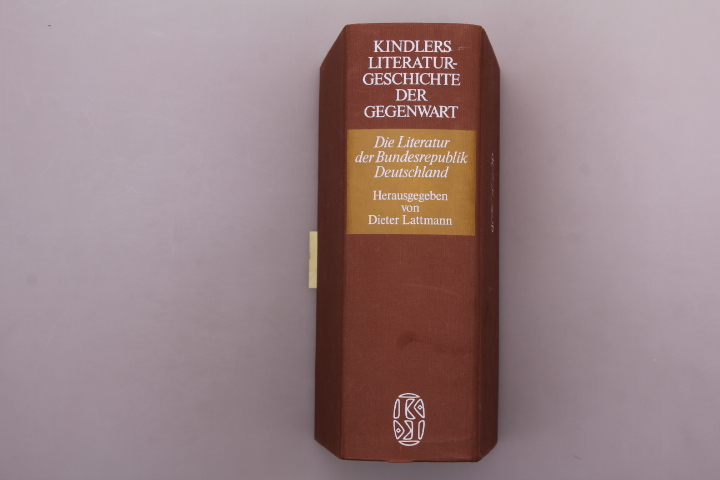 KINDLERS
LITERATUR-
GESCHICHTE
DER
GEGENWART
Die Literatur
der Bundesrepublik
Deutschland
Herausgegeben
von
Dieter Lattmann